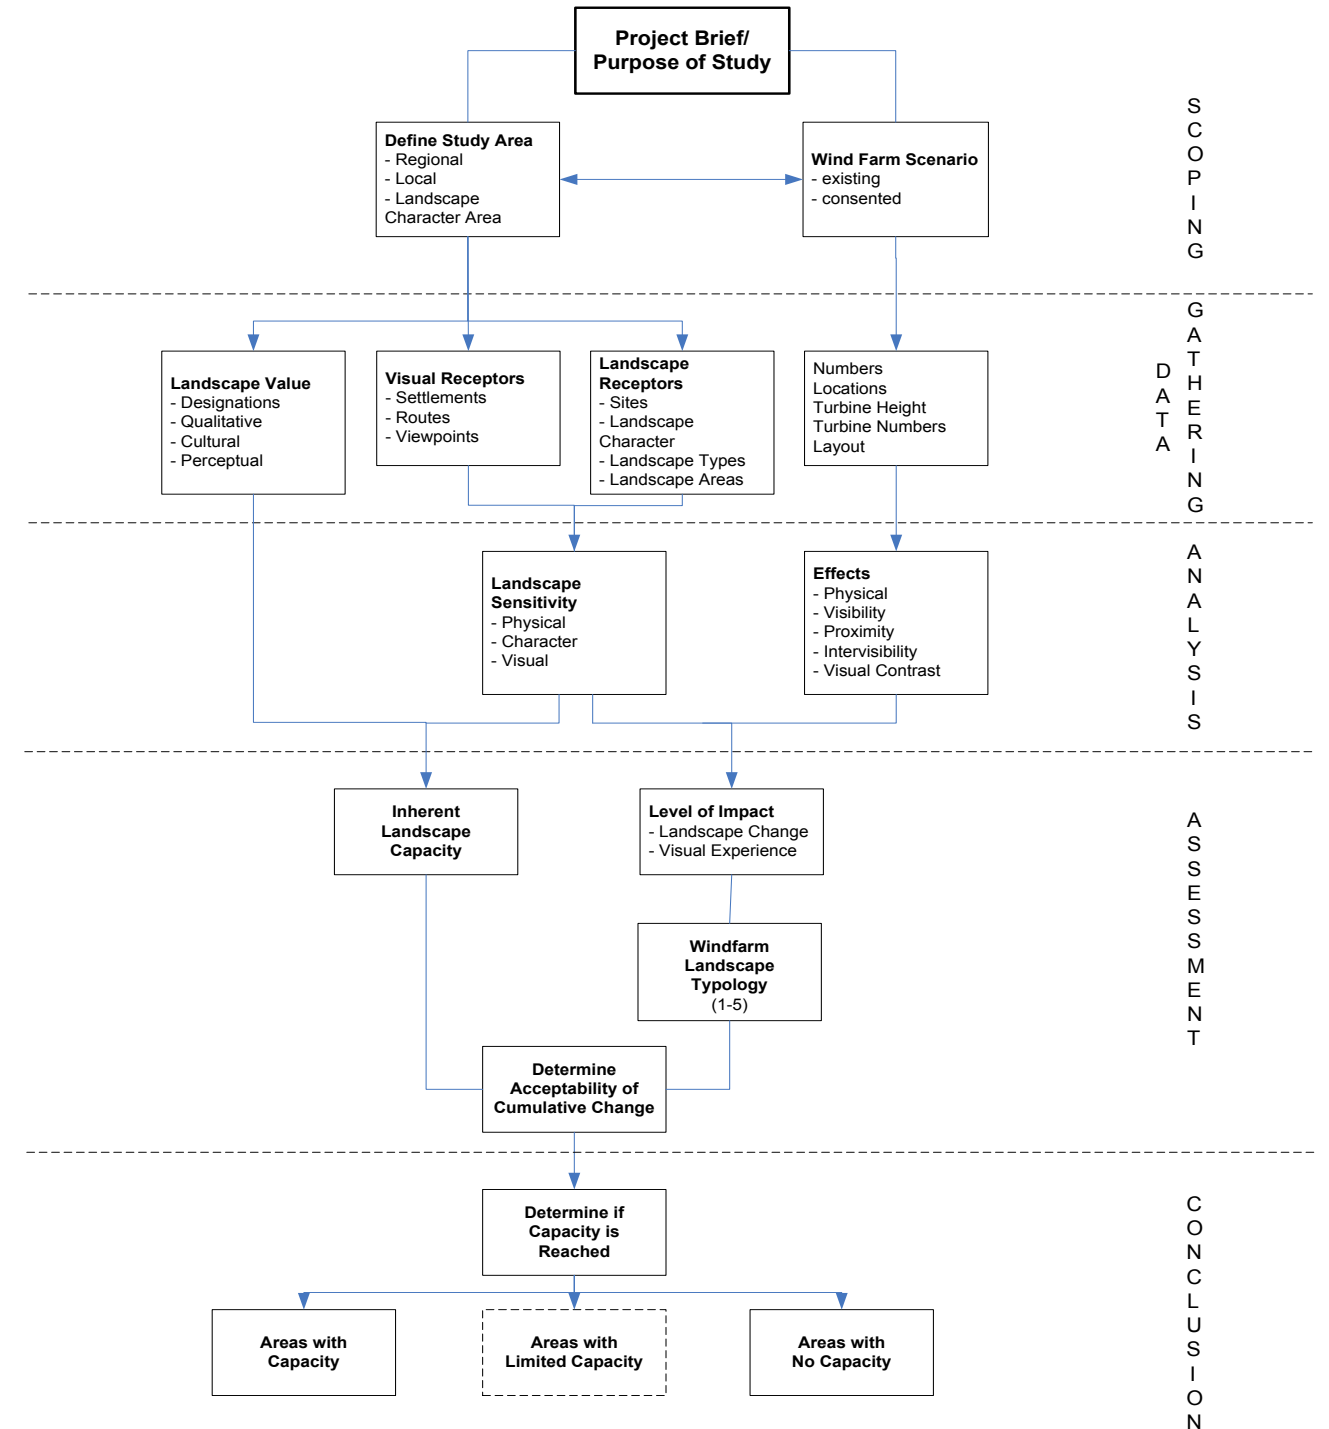 Project Brief/
Purpose of Study
Define Study Area
- Regional
- Local
- Landscape
Character Area
Wind Farm Scenario
- existing
- consented
SCOPING
Landscape Value
- Designations
- Qualitative
- Cultural
- Perceptual
Visual Receptors
- Settlements
- Routes
- Viewpoints
Landscape
Receptors
- Sites
- Landscape
Character
- Landscape Types
- Landscape Areas
Numbers
Locations
Turbine Height
Turbine Numbers
Layout
DATA
GATHERING
Landscape
Sensitivity
- Physical
- Character
- Visual
Effects
- Physical
- Visibility
- Proximity
- Intervisibility
- Visual Contrast
ANALYSIS
Inherent
Landscape
Capacity
Level of Impact
- Landscape Change
- Visual Experience
Windfarm
Landscape
Typology
(1-5)
Determine
Acceptability of
Cumulative Change
ASSESSMENT
Determine if
Capacity is
Reached
Areas with
Capacity
Areas with
Limited Capacity
Areas with
No Capacity
CONCLUSION